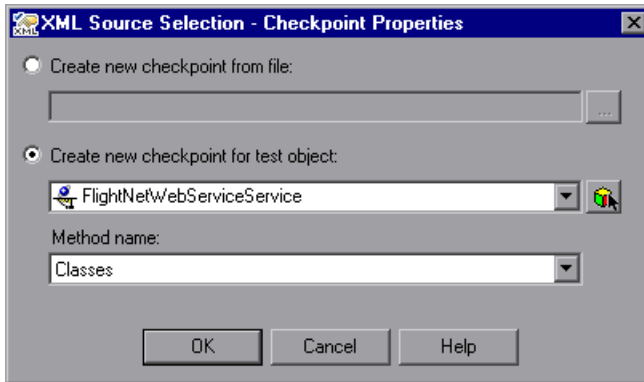 XML Source Selection - Checkpoint Properties
Create new checkpoint from file:
...
Create new checkpoint for test object:
FlightNetWebServiceService
Method name:
Classes
OK Cancel Help